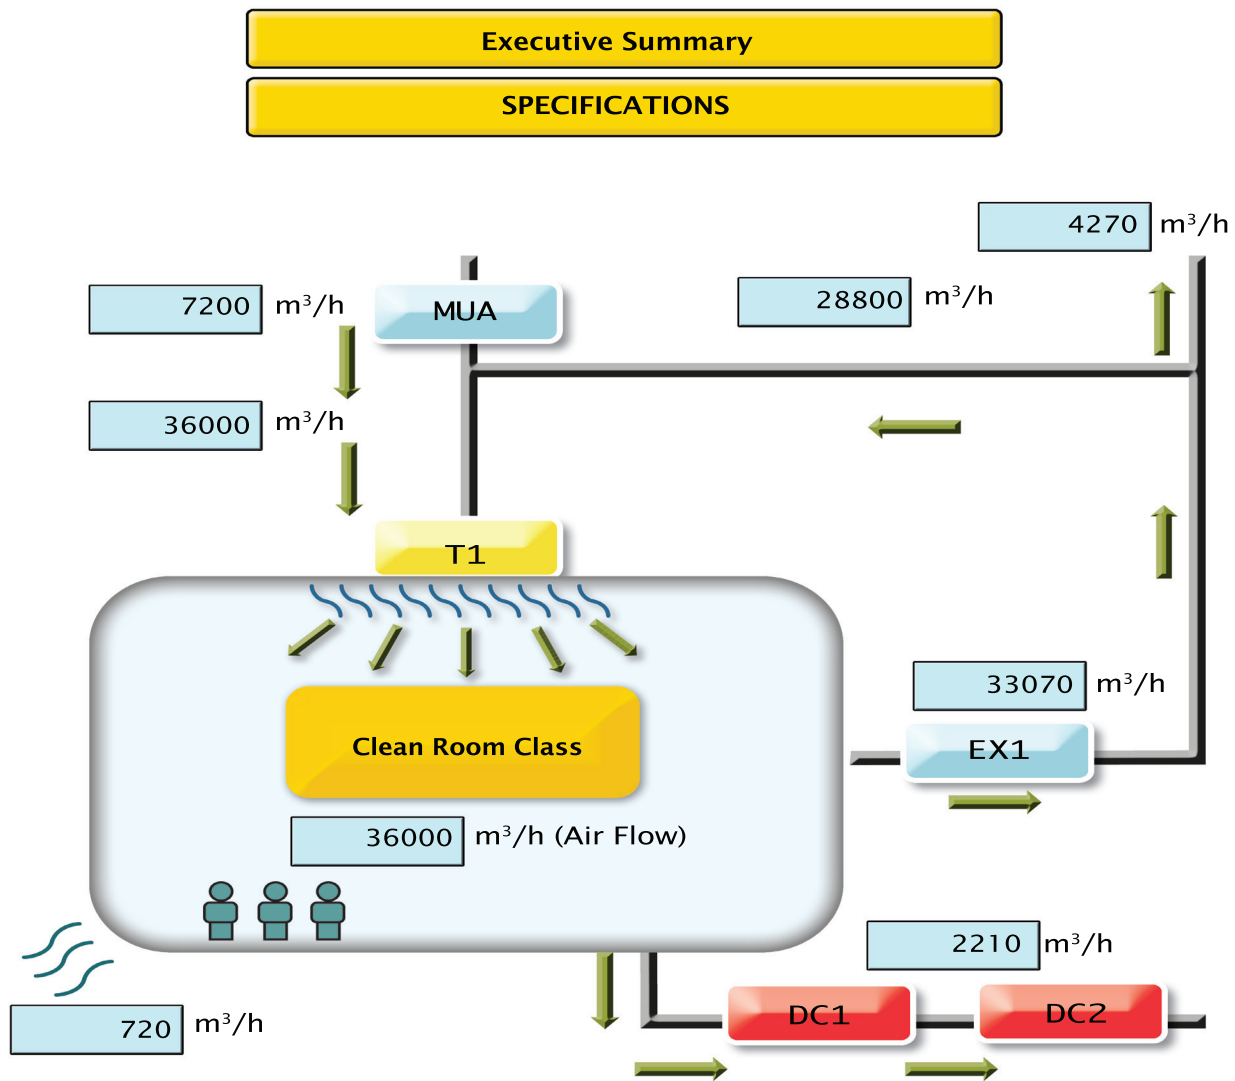 Executive Summary
SPECIFICATIONS
4270 m³/h
28800 m³/h
7200 m³/h
MUA
36000 m³/h
T1
33070 m³/h
EX1
Clean Room Class
36000 m³/h (Air Flow)
2210 m³/h
DC1
DC2
720 m³/h